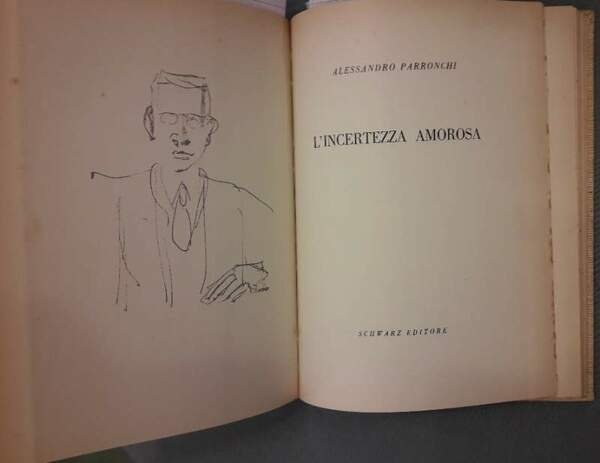 ALESSANDRO PARRONCHI
L'INCERTEZZA AMOROSA
SCHWARZ EDITORE